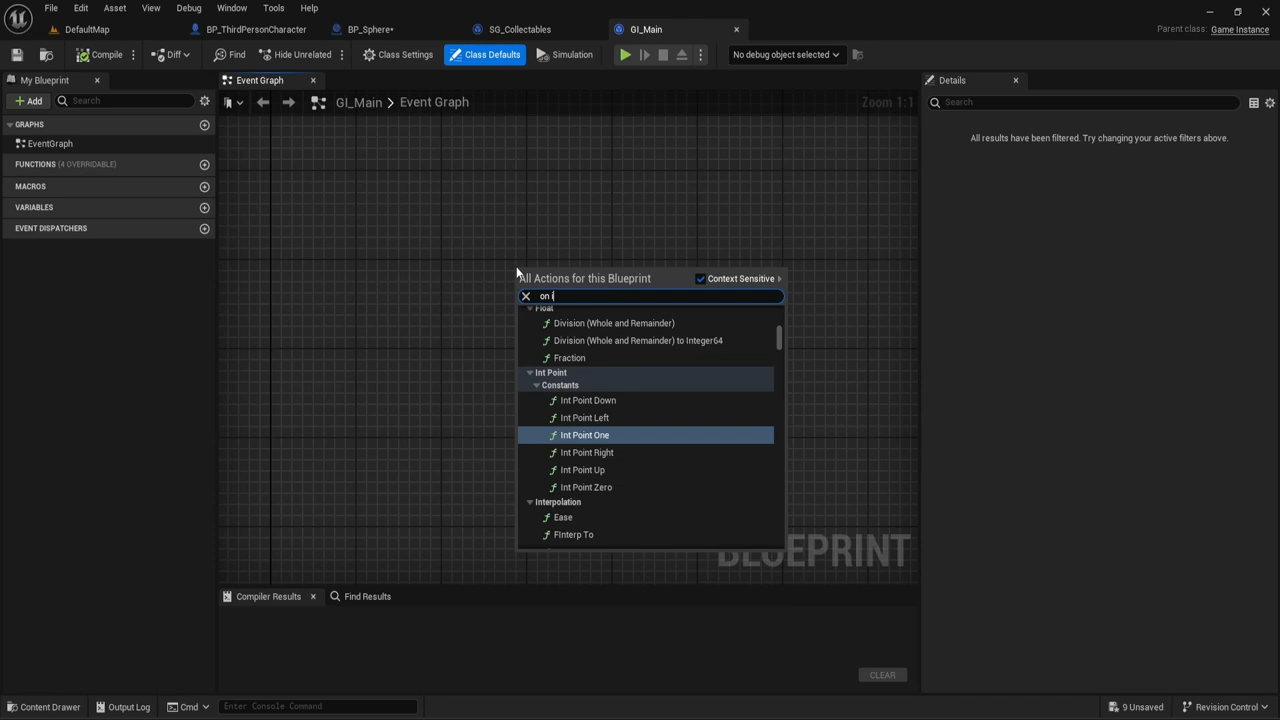 File Edit Asset View Debug Window Tools Help
DefaultMap BP_ThirdPersonCharacter BP_Sphere* SG_Collectables GI_Main Parent class: Game Instance
Compile Diff Find Hide Unrelated Class Settings Class Defaults Simulation No debug object selected
My Blueprint Event Graph Details
Add Search GI_Main > Event Graph Zoom 1:1 Search
GRAPHS
EventGraph
FUNCTIONS (4 OVERRIDABLE)
MACROS
VARIABLES
EVENT DISPATCHERS
All results have been filtered. Try changing your active filters above.
All Actions for this Blueprint Context Sensitive
on i
Float
Division (Whole and Remainder)
Division (Whole and Remainder) to Integer64
Fraction
Int Point
Constants
Int Point Down
Int Point Left
Int Point One
Int Point Right
Int Point Up
Int Point Zero
Interpolation
Ease
FInterp To
BLUEPRINT
Compiler Results Find Results
CLEAR
Content Drawer Output Log Cmd Enter Console Command 9 Unsaved Revision Control